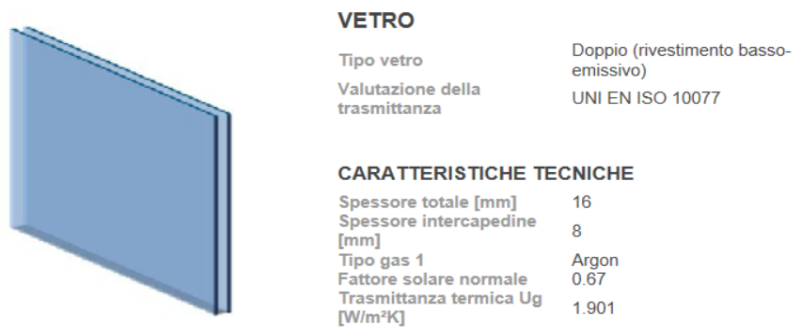 VETRO
Tipo vetro
Doppio (rivestimento basso-
emissivo)
Valutazione della
trasmittanza
UNI EN ISO 10077
CARATTERISTICHE TECNICHE
Spessore totale [mm] 16
Spessore intercapedine
[mm]
8
Tipo gas 1 Argon
Fattore solare normale 0.67
Trasmittanza termica Ug
[W/m²K]
1.901